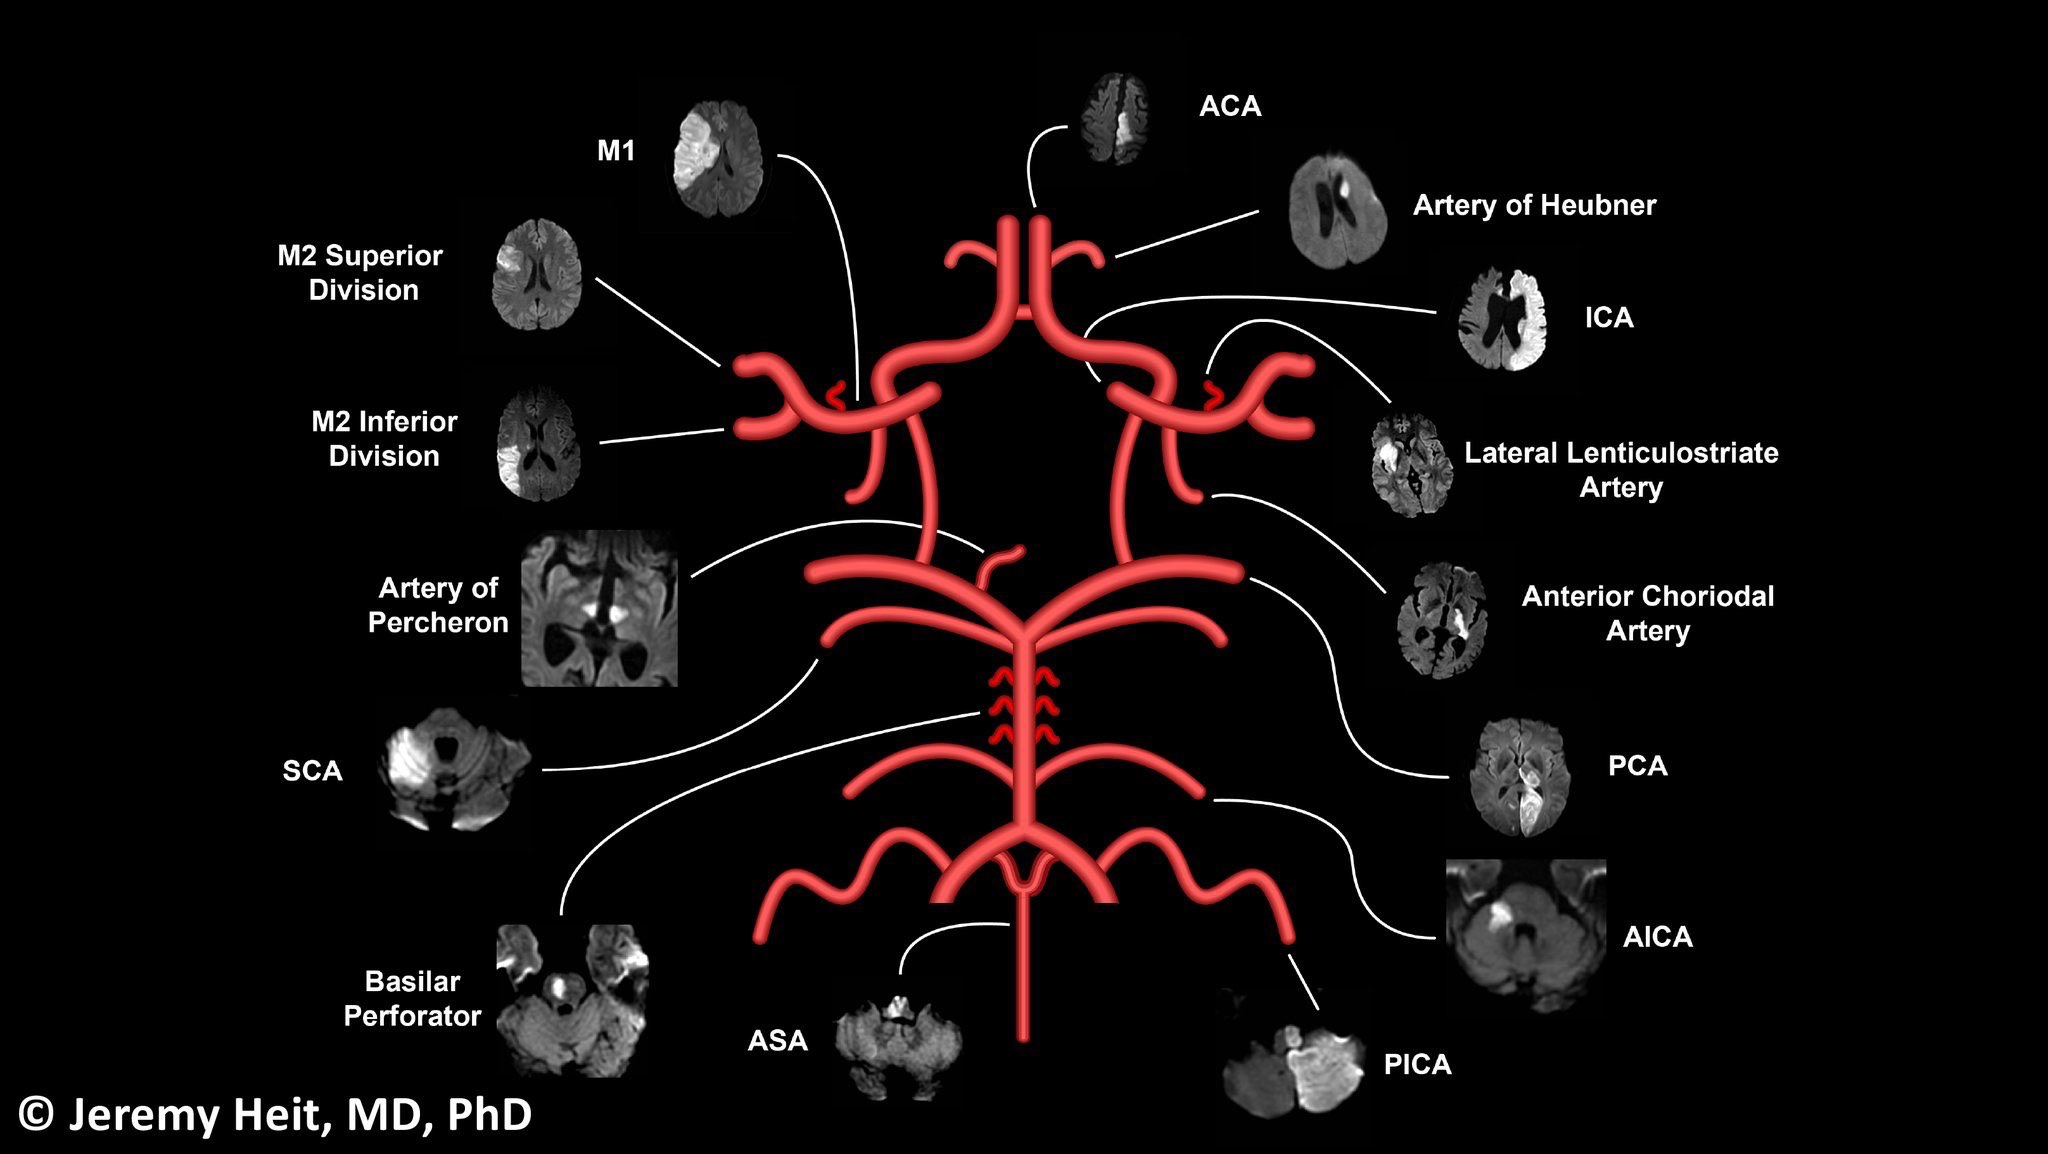 ACA
M1
Artery of Heubner
M2 Superior
Division
ICA
M2 Inferior
Division
Lateral Lenticulostriate
Artery
Artery of
Percheron
Anterior Choriodal
Artery
SCA
PCA
AICA
Basilar
Perforator
ASA
PICA
© Jeremy Heit, MD, PhD